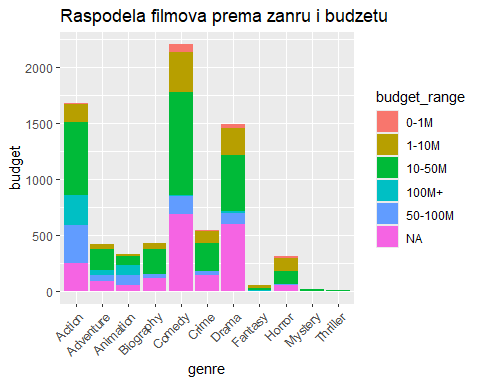 Raspodela filmova prema zanru i budzetu
budget
2000
1500
1000
500
0
Action
Adventure
Animation
Biography
Comedy
Crime
Drama
Fantasy
Horror
Mystery
Thriller
genre
budget_range
0-1M
1-10M
10-50M
100M+
50-100M
NA